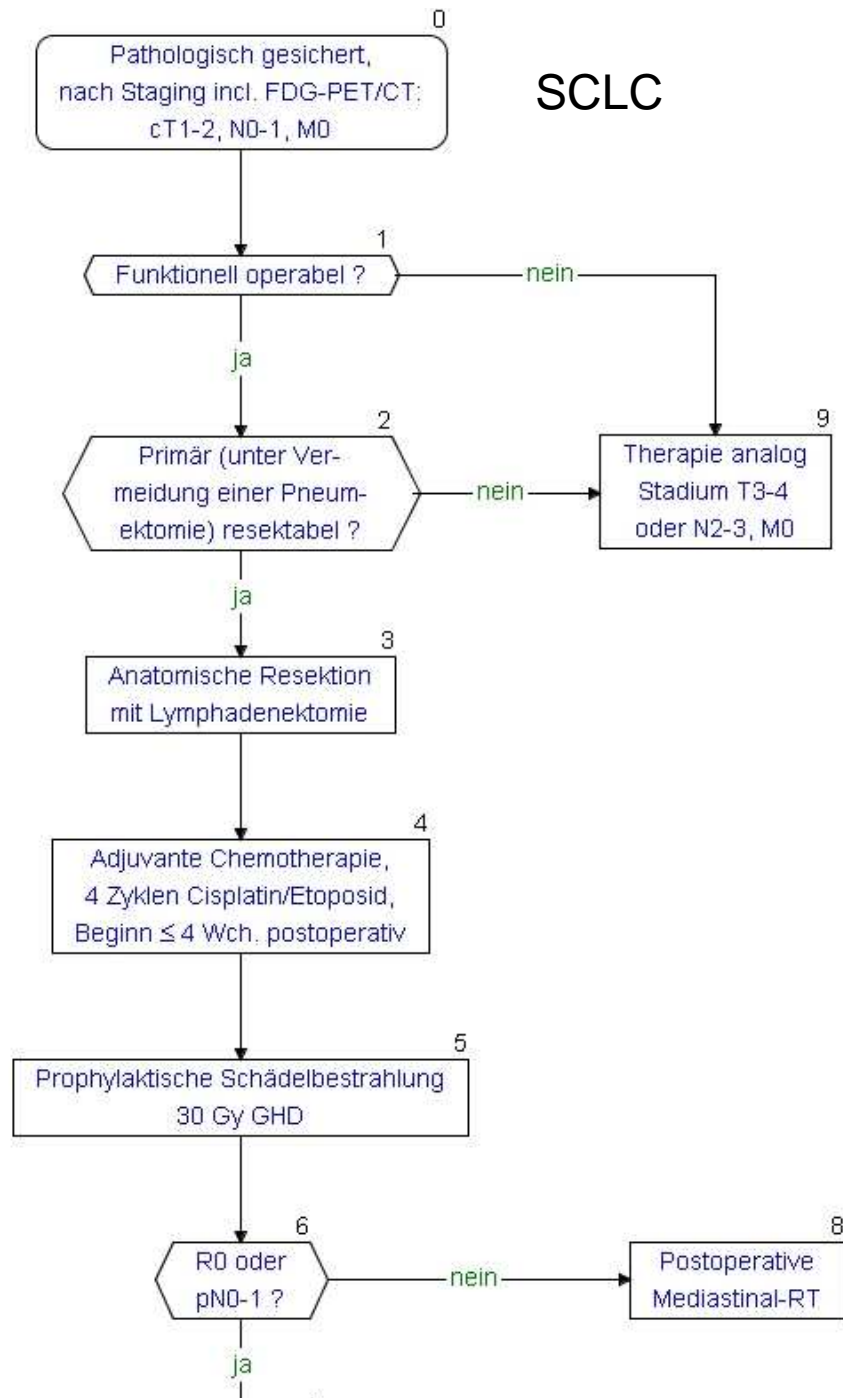 0
Pathologisch gesichert,
nach Staging incl. FDG-PET/CT:
cT1-2, N0-1, M0
SCLC
1
Funktionell operabel ?
nein
ja
2
Primär (unter Ver-
meidung einer Pneum-
ektomie) resektabel ?
nein
9
Therapie analog
Stadium T3-4
oder N2-3, M0
ja
3
Anatomische Resektion
mit Lymphadenektomie
4
Adjuvante Chemotherapie,
4 Zyklen Cisplatin/Etoposid,
Beginn ≤ 4 Wch. postoperativ
5
Prophylaktische Schädelbestrahlung
30 Gy GHD
6
R0 oder
pN0-1 ?
nein
8
Postoperative
Mediastinal-RT
ja